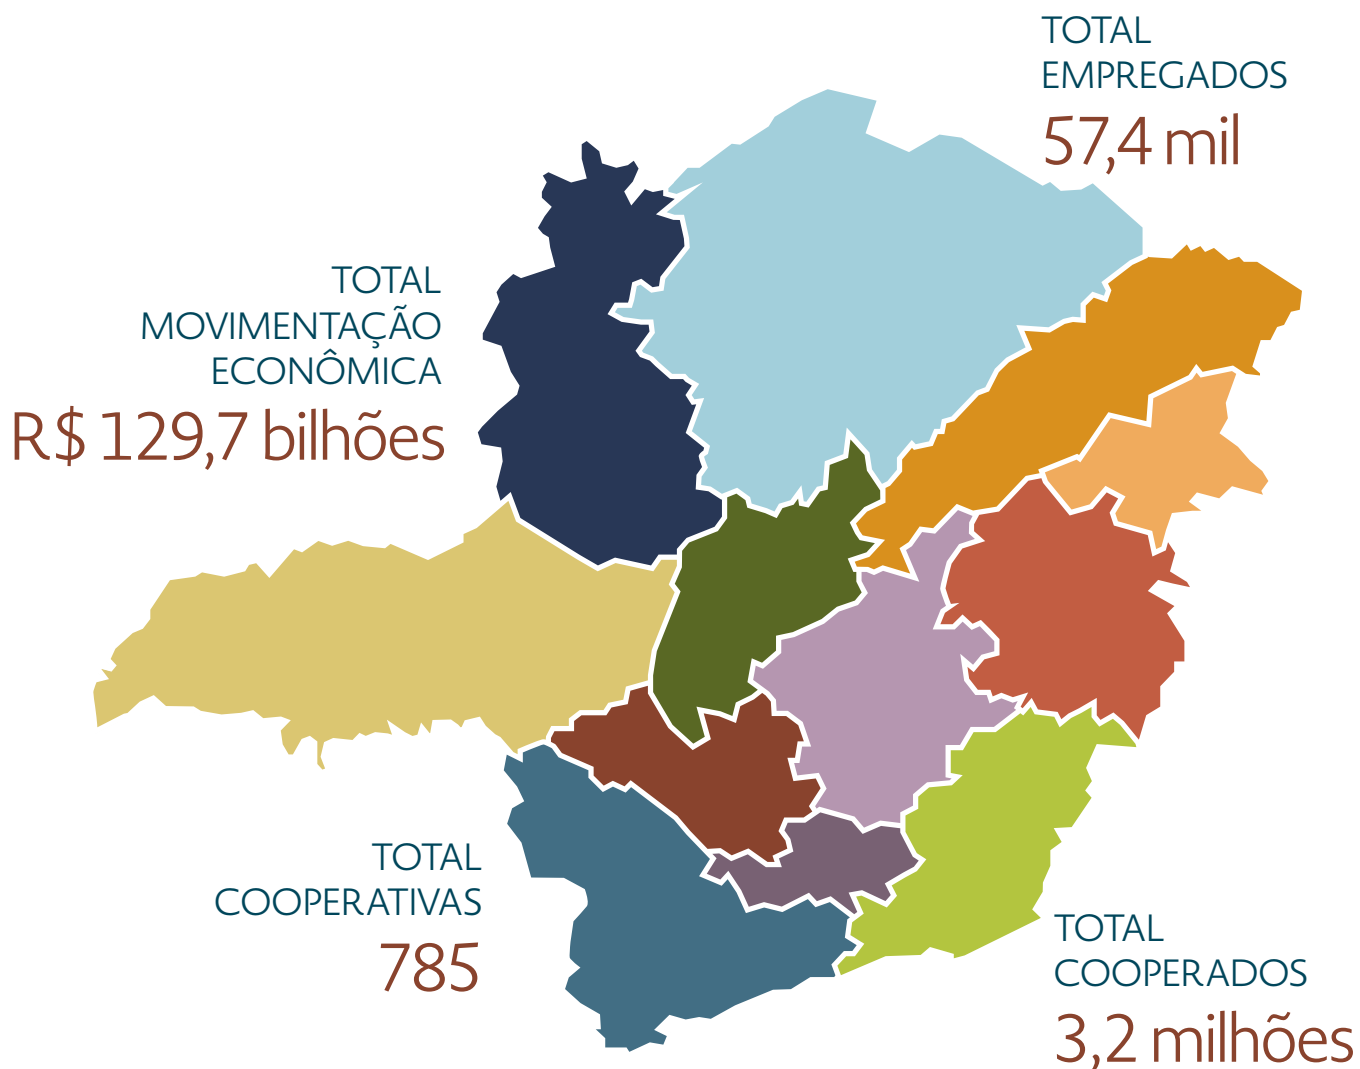 TOTAL
EMPREGADOS
57,4 mil
TOTAL
MOVIMENTAÇÃO
ECONÔMICA
R$ 129,7 bilhões
TOTAL
COOPERATIVAS
785
TOTAL
COOPERADOS
3,2 milhões